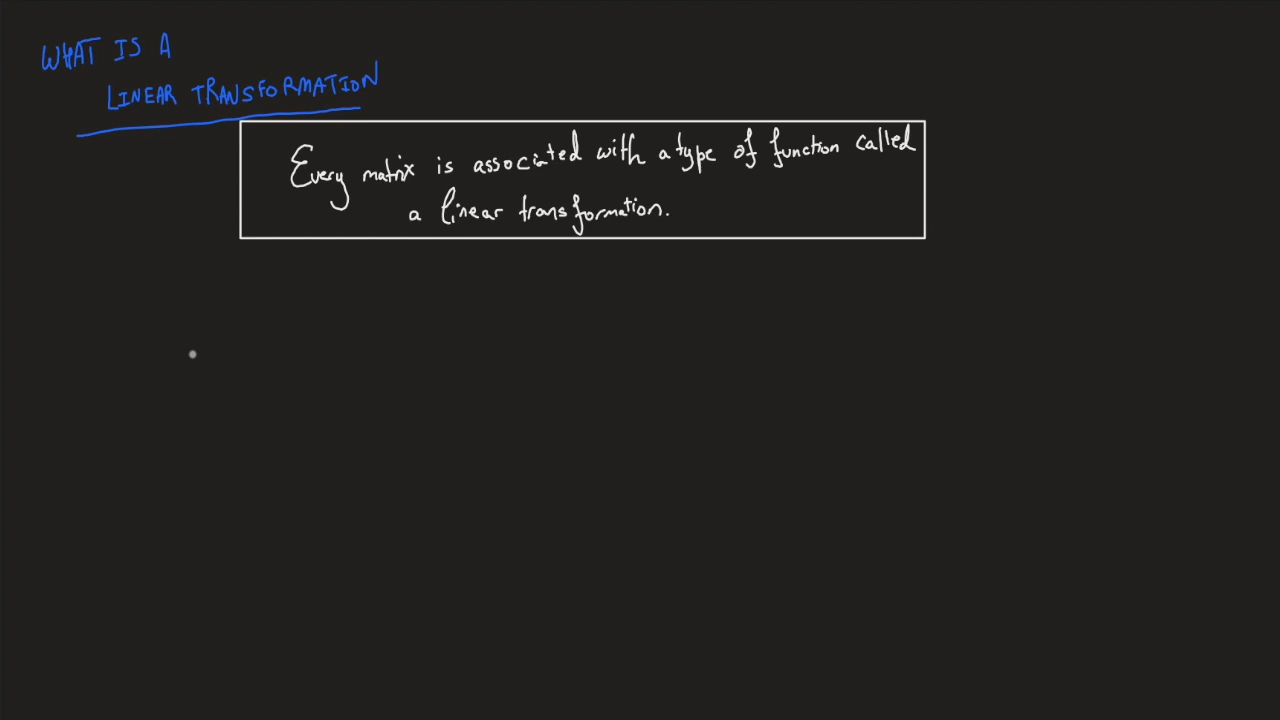 WHAT IS A
LINEAR TRANSFORMATION
Every matrix is associated with a type of function called
a linear transformation.